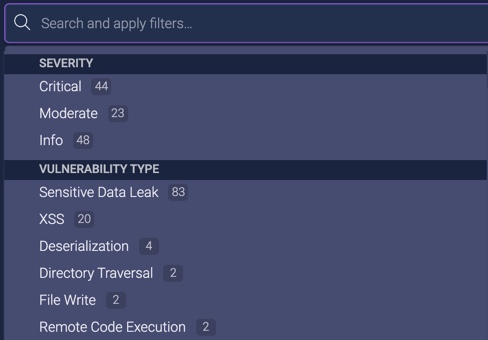 Search and apply filters...
SEVERITY
Critical 44
Moderate 23
Info 48
VULNERABILITY TYPE
Sensitive Data Leak 83
XSS 20
Deserialization 4
Directory Traversal 2
File Write 2
Remote Code Execution 2